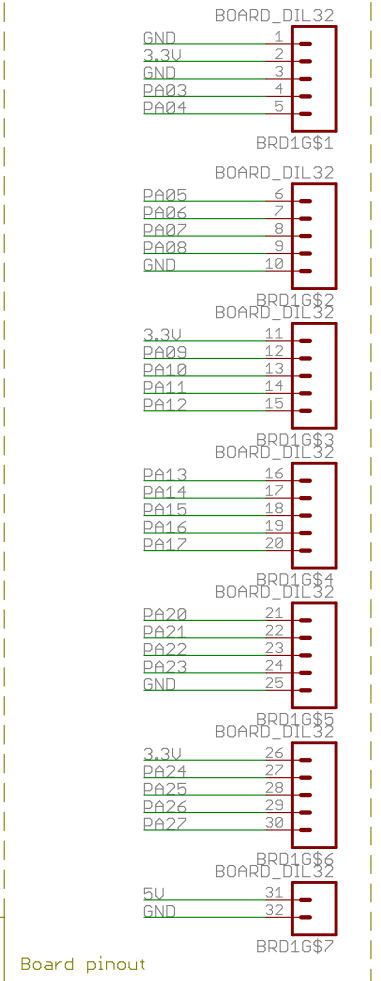 BOARD_DIL32
GND 1
3.3V 2
GND 3
PA03 4
PA04 5
BRD1G$1
BOARD_DIL32
PA05 6
PA06 7
PA07 8
PA08 9
GND 10
BRD1G$2
BOARD_DIL32
3.3V 11
PA09 12
PA10 13
PA11 14
PA12 15
BRD1G$3
BOARD_DIL32
PA13 16
PA14 17
PA15 18
PA16 19
PA17 20
BRD1G$4
BOARD_DIL32
PA20 21
PA21 22
PA22 23
PA23 24
GND 25
BRD1G$5
BOARD_DIL32
3.3V 26
PA24 27
PA25 28
PA26 29
PA27 30
BRD1G$6
BOARD_DIL32
5V 31
GND 32
BRD1G$7
Board pinout